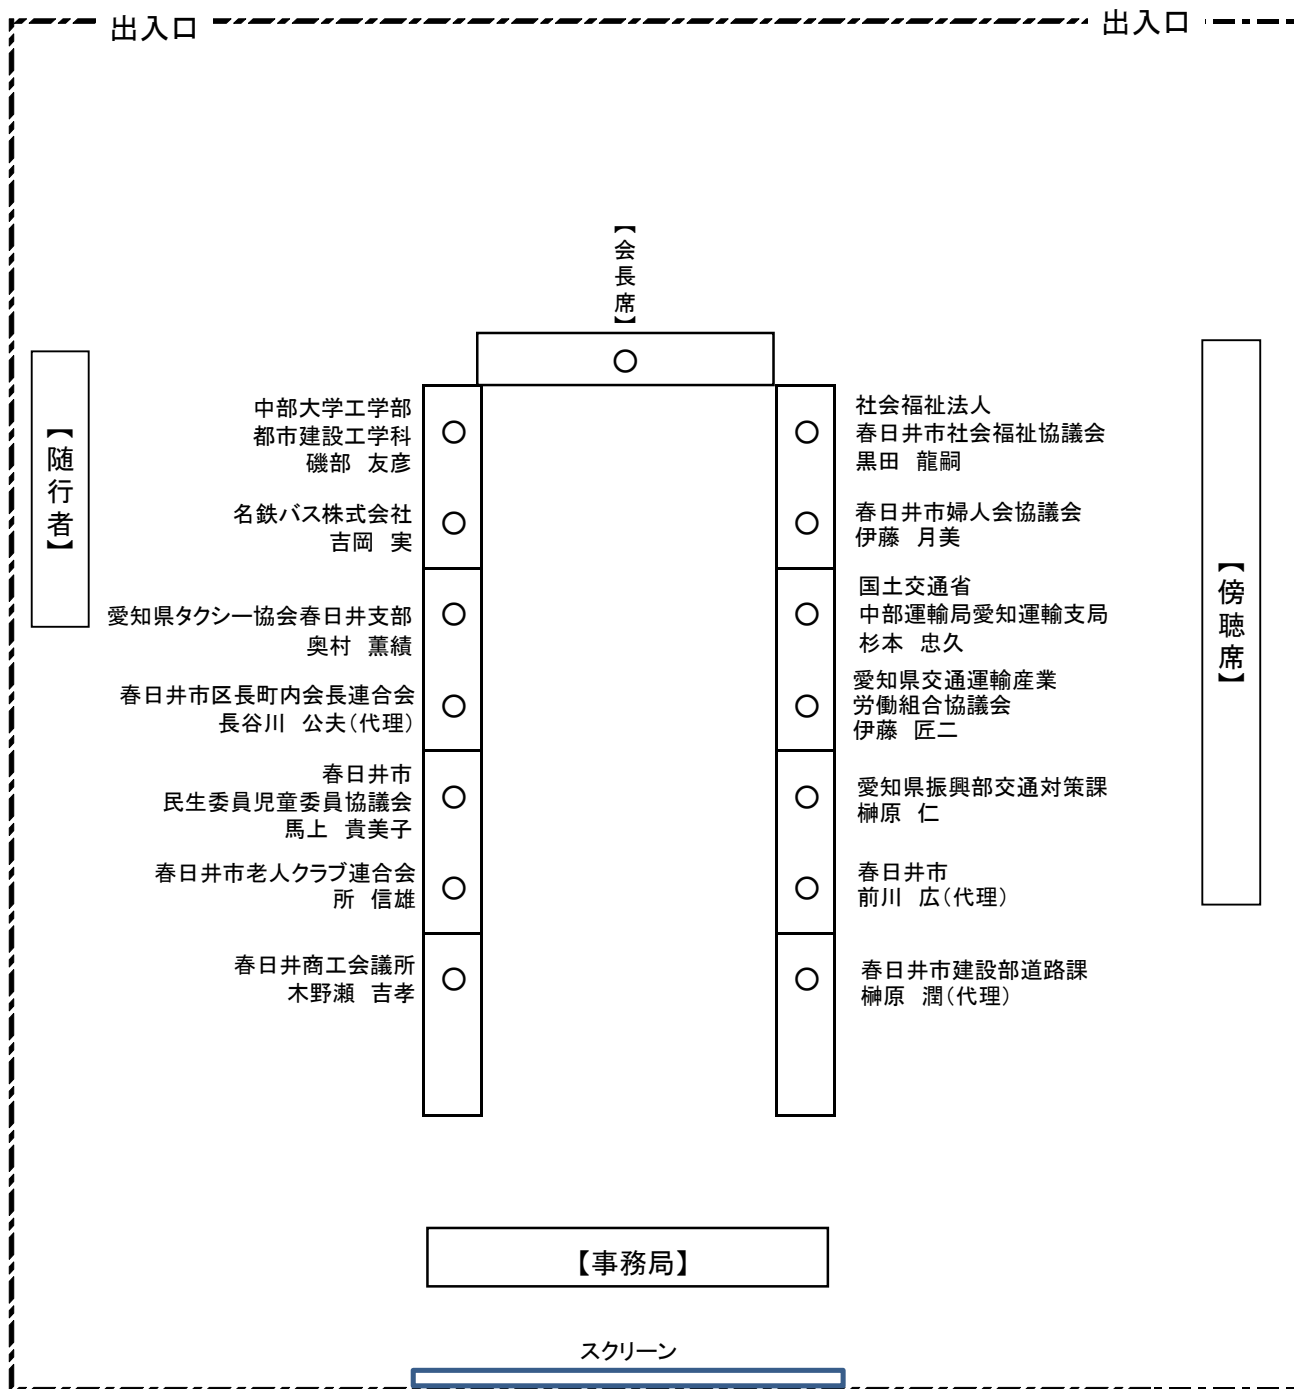 出入口
出入口
【会長席】
【随行者】
中部大学工学部
都市建設工学科
磯部　友彦
名鉄バス株式会社
吉岡　実
愛知県タクシー協会春日井支部
奥村　薫績
春日井市区長町内会長連合会
長谷川　公夫（代理）
春日井市
民生委員児童委員協議会
馬上　貴美子
春日井市老人クラブ連合会
所　信雄
春日井商工会議所
木野瀬　吉孝
社会福祉法人
春日井市社会福祉協議会
黒田　龍嗣
春日井市婦人会協議会
伊藤　月美
国土交通省
中部運輸局愛知運輸支局
杉本　忠久
愛知県交通運輸産業
労働組合協議会
伊藤　匠二
愛知県振興部交通対策課
榊原　仁
春日井市
前川　広（代理）
春日井市建設部道路課
榊原　潤（代理）
【傍聴席】
【事務局】
スクリーン